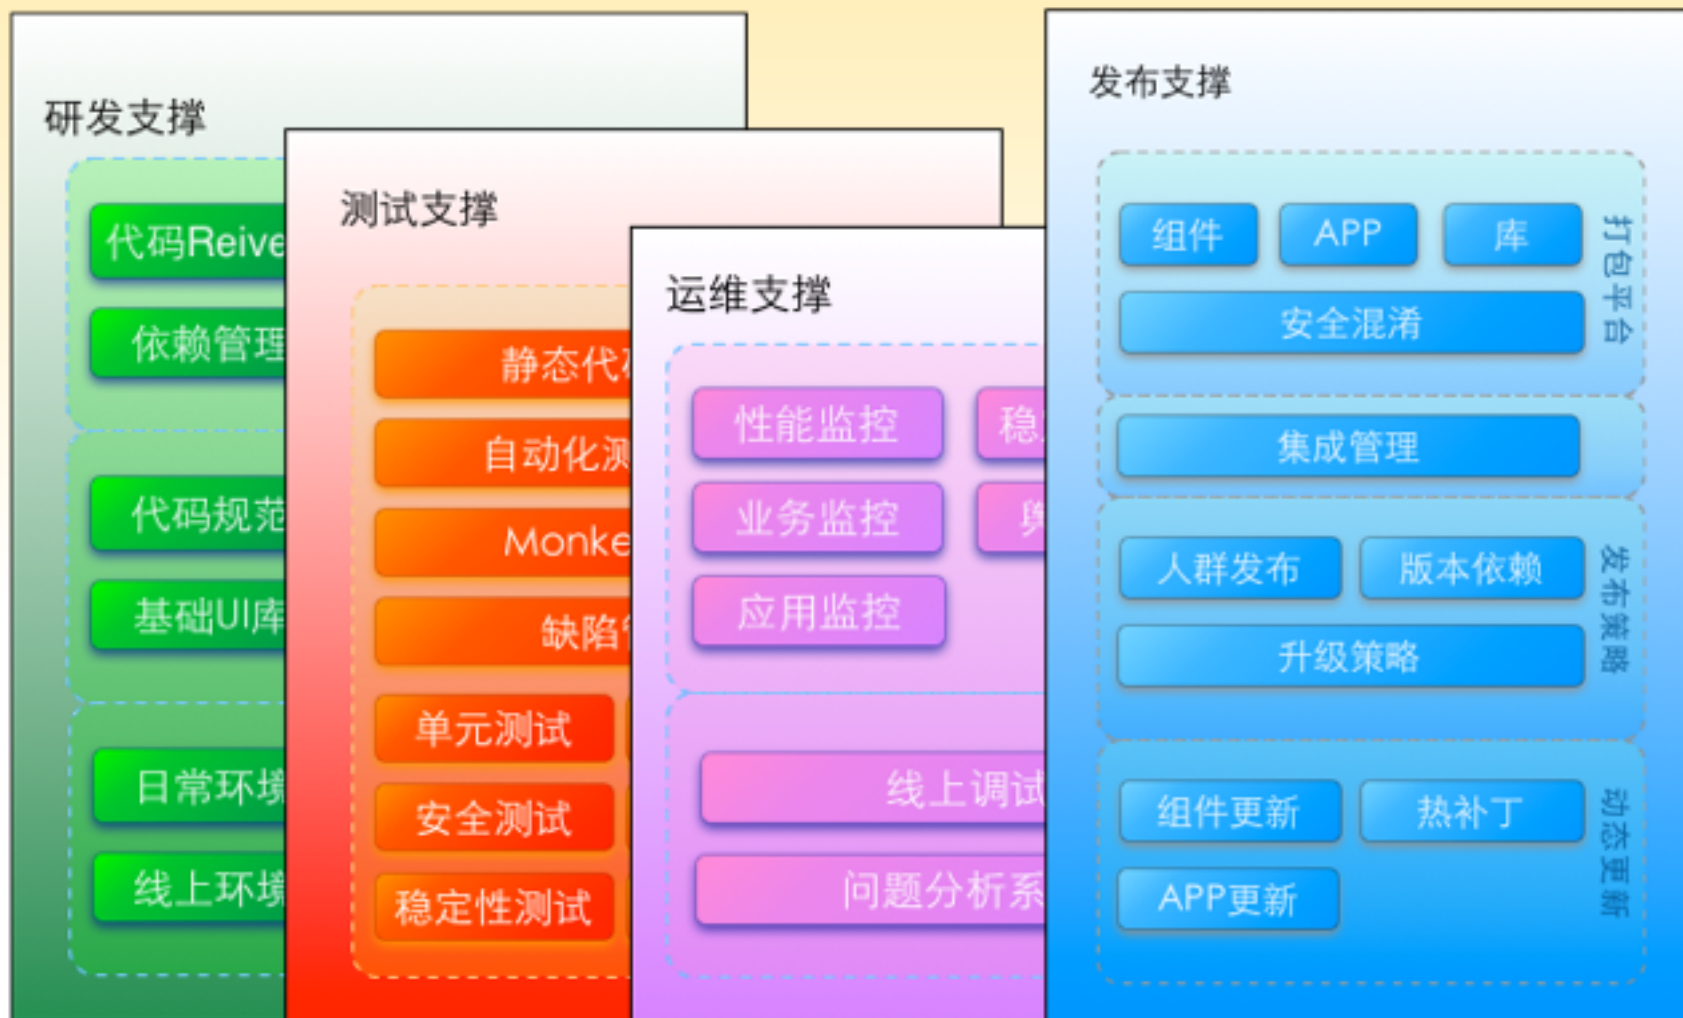 研发支撑
代码Reive
依赖管理
代码规范
基础UI库
日常环境
线上环境
测试支撑
静态代码
自动化测
Monke
缺陷
单元测试
安全测试
稳定性测试
运维支撑
性能监控
稳
业务监控
舆
应用监控
线上调试
问题分析系
发布支撑
组件 APP 库
安全混淆
打包平台
集成管理
人群发布 版本依赖
升级策略
发布策略
组件更新 热补丁
APP更新
动态更新